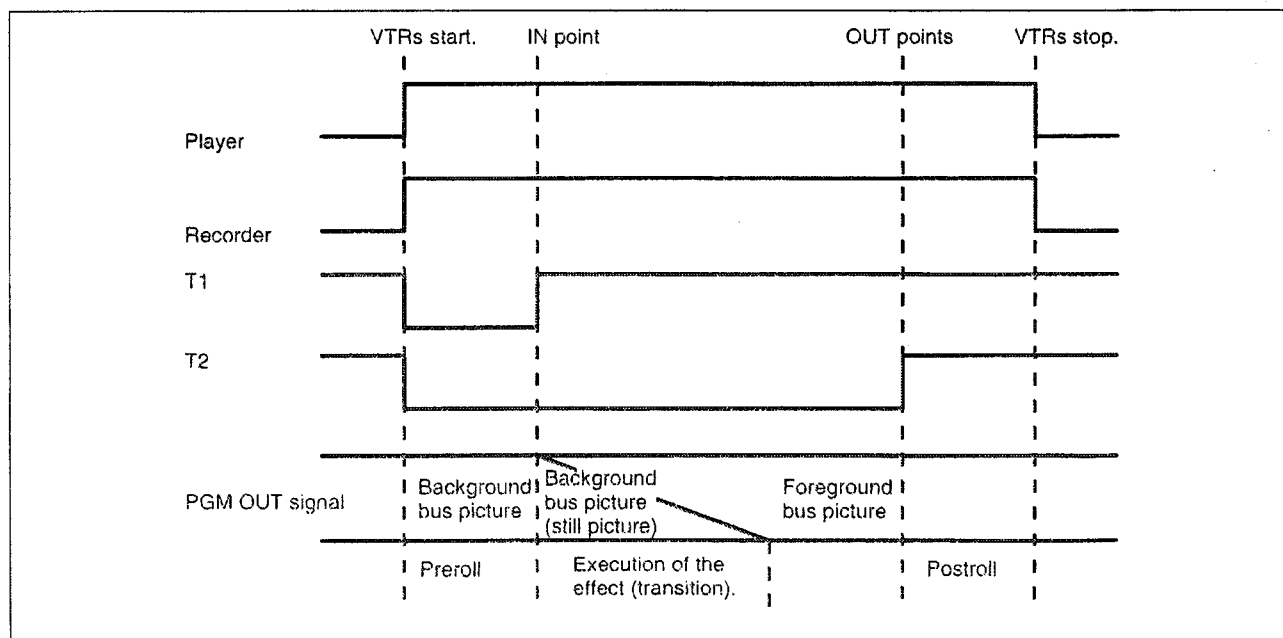 VTRs start. IN point OUT points VTRs stop.
Player
Recorder
T1
T2
PGM OUT signal
Background
bus picture
Background
bus picture
(still picture)
Foreground
bus picture
Preroll
Execution of the
effect (transition).
Postroll